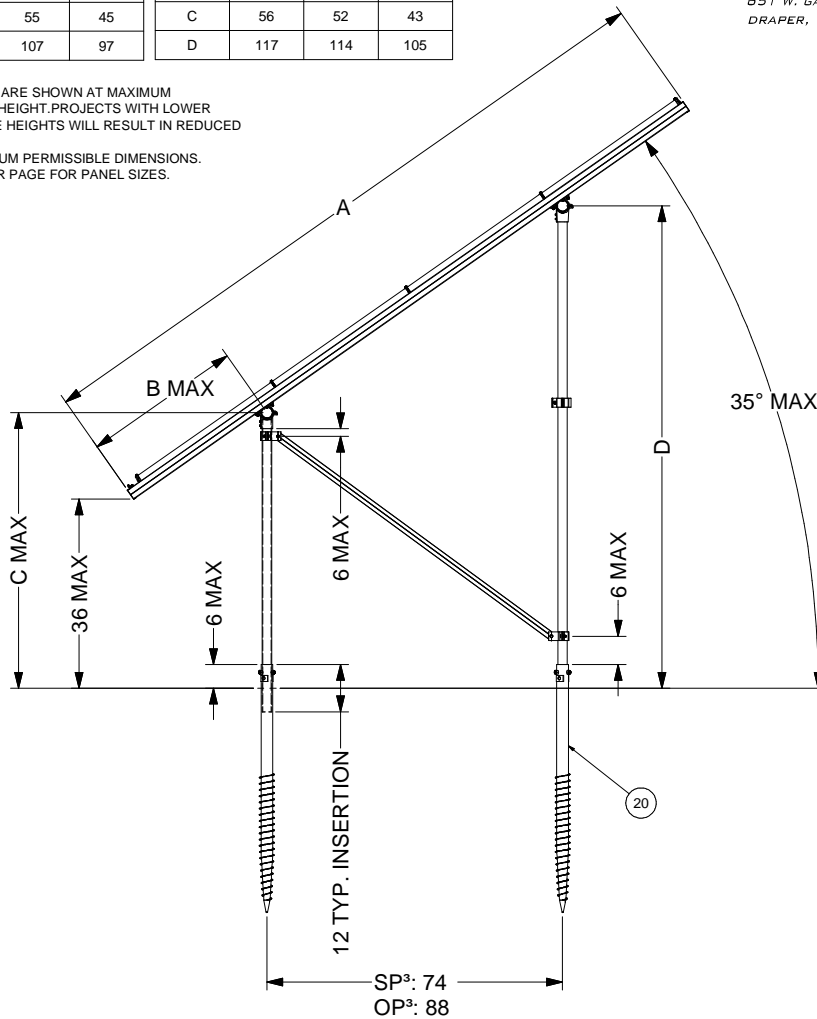 55 45
107 97
C 56 52 43
D 117 114 105
DRAPER,
ARE SHOWN AT MAXIMUM
HEIGHT.PROJECTS WITH LOWER
HEIGHTS WILL RESULT IN REDUCED
PERMISSIBLE DIMENSIONS.
PAGE FOR PANEL SIZES.
A
B MAX
35° MAX
C MAX
36 MAX
6 MAX
6 MAX
D
6 MAX
12 TYP. INSERTION
20
SP³: 74
OP³: 88